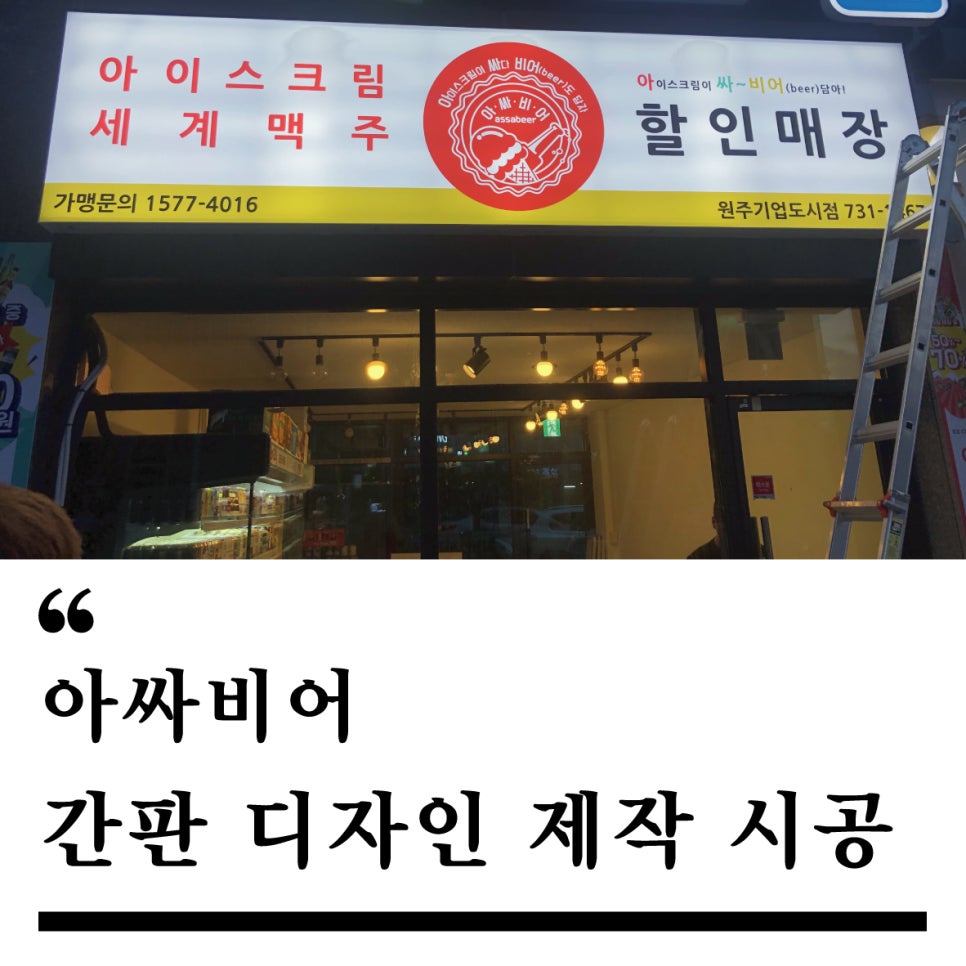 아이스크림
세계맥주
아이스크림이 싸다 비어(beer)도 담자
아·싸·비·어
assabeer
아이스크림이 싸~비어(beer)담아!
할인매장
가맹문의 1577-4016
원주기업도시점
“
아싸비어
간판 디자인 제작 시공